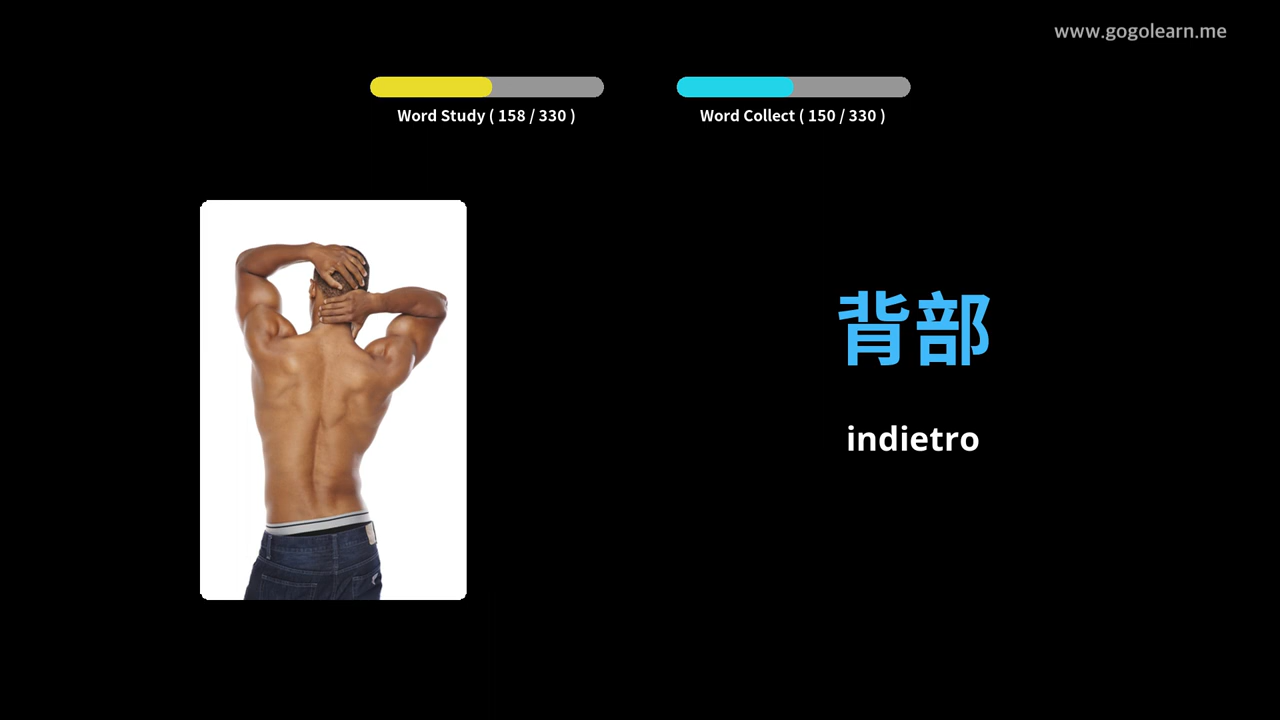 www.gogolearn.me
Word Study ( 158 / 330 )
Word Collect ( 150 / 330 )
背部
indietro